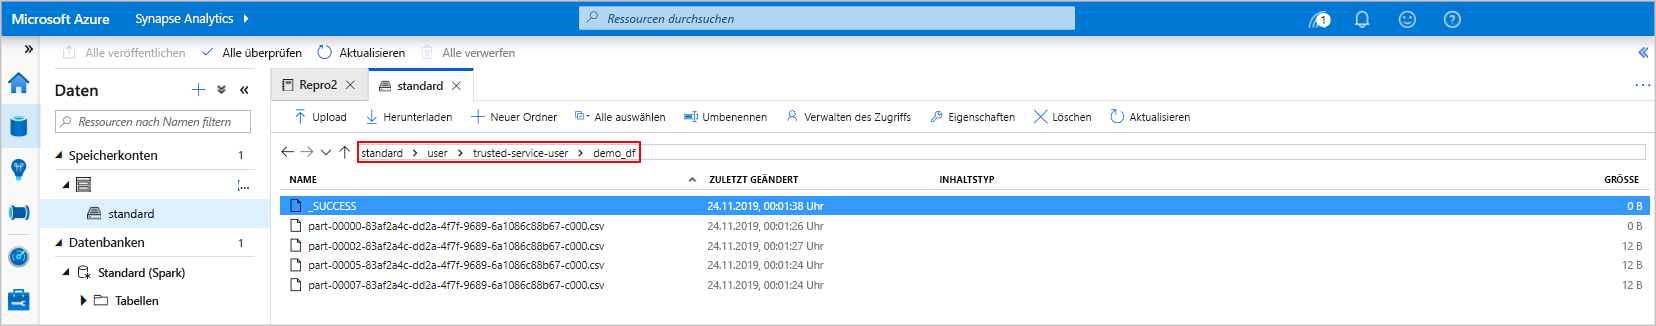 Microsoft Azure Synapse Analytics Ressourcen durchsuchen 1
Alle veröffentlichen Alle überprüfen Aktualisieren Alle verwerfen
Daten
Ressourcen nach Namen filtern
Speicherkonten 1
[...
standard
Datenbanken 1
Standard (Spark)
Tabellen
Repro2 standard
Upload Herunterladen Neuer Ordner Alle auswählen Umbenennen Verwalten des Zugriffs Eigenschaften Löschen Aktualisieren
standard > user > trusted-service-user > demo_df
NAME ZULETZT GEÄNDERT INHALTSTYP GRÖSSE
_SUCCESS 24.11.2019, 00:01:38 Uhr 0 B
part-00000-83af2a4c-dd2a-4f7f-9689-6a1086c88b67-c000.csv 24.11.2019, 00:01:26 Uhr 0 B
part-00002-83af2a4c-dd2a-4f7f-9689-6a1086c88b67-c000.csv 24.11.2019, 00:01:27 Uhr 12 B
part-00005-83af2a4c-dd2a-4f7f-9689-6a1086c88b67-c000.csv 24.11.2019, 00:01:24 Uhr 12 B
part-00007-83af2a4c-dd2a-4f7f-9689-6a1086c88b67-c000.csv 24.11.2019, 00:01:24 Uhr 12 B